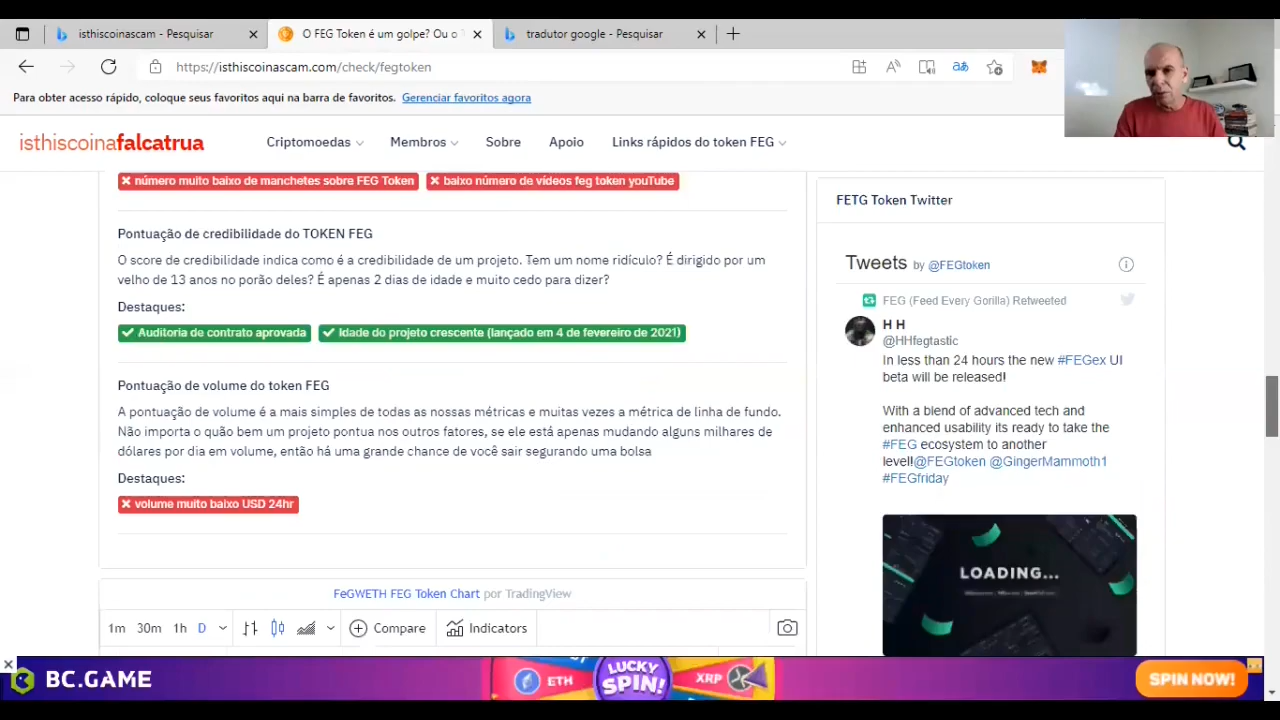 isthiscoinascam - Pesquisar
O FEG Token é um golpe? Ou o
tradutor google - Pesquisar
https://isthiscoinascam.com/check/fegtoken
Para obter acesso rápido, coloque seus favoritos aqui na barra de favoritos. Gerenciar favoritos agora
isthiscoinafalcatrua
Criptomoedas
Membros
Sobre
Apoio
Links rápidos do token FEG
número muito baixo de manchetes sobre FEG Token
baixo número de vídeos feg token youTube
Pontuação de credibilidade do TOKEN FEG
O score de credibilidade indica como é a credibilidade de um projeto. Tem um nome ridículo? É dirigido por um
velho de 13 anos no porão deles? É apenas 2 dias de idade e muito cedo para dizer?
Destaques:
Auditoria de contrato aprovada
Idade do projeto crescente (lançado em 4 de fevereiro de 2021)
Pontuação de volume do token FEG
A pontuação de volume é a mais simples de todas as nossas métricas e muitas vezes a métrica de linha de fundo.
Não importa o quão bem um projeto pontua nos outros fatores, se ele está apenas mudando alguns milhares de
dólares por dia em volume, então há uma grande chance de você sair segurando uma bolsa
Destaques:
volume muito baixo USD 24hr
FeGWETH FEG Token Chart por TradingView
1m 30m 1h D
Compare
Indicators
FETG Token Twitter
Tweets by @FEGtoken
FEG (Feed Every Gorilla) Retweeted
H H
@HHfegtastic
In less than 24 hours the new #FEGex UI
beta will be released!
With a blend of advanced tech and
enhanced usability its ready to take the
#FEG ecosystem to another
level!@FEGtoken @GingerMammoth1
#FEGfriday
LOADING...
BC.GAME
ETH
LUCKY
SPIN!
XRP
SPIN NOW!